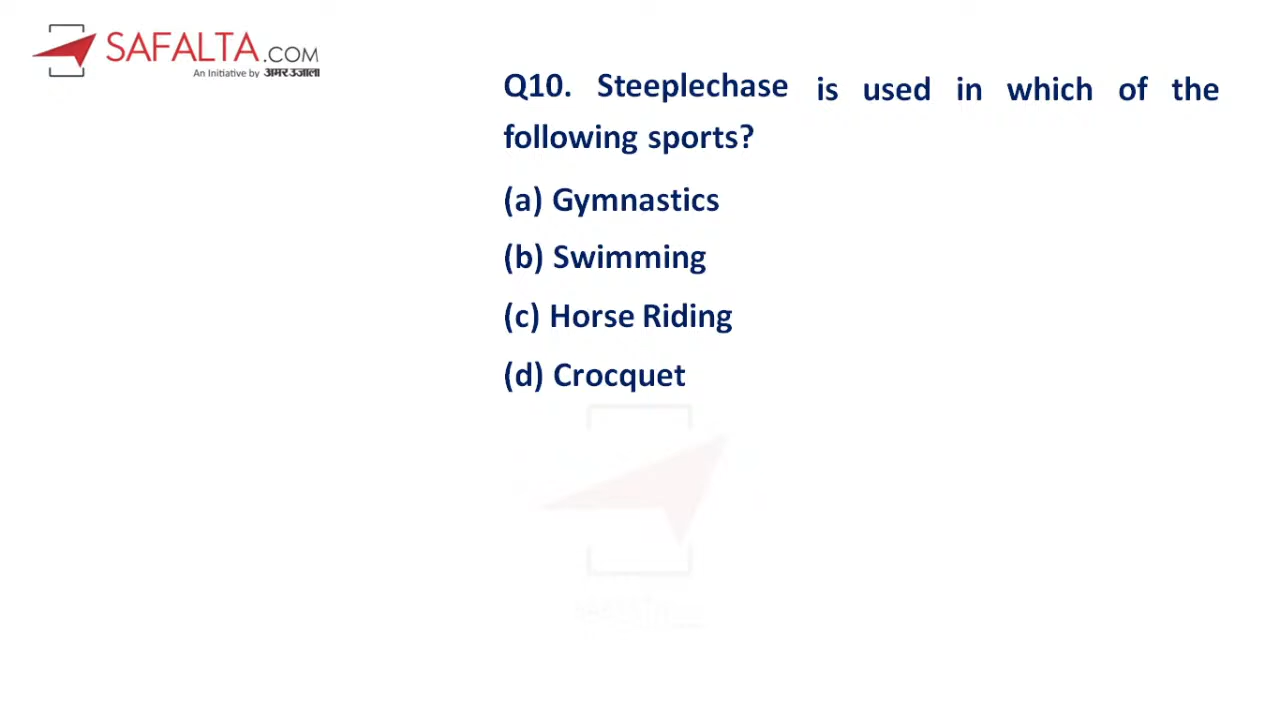 SAFALTA.COM
An Initiative by अमर उजाला
Q10. Steeplechase is used in which of the
following sports?
(a) Gymnastics
(b) Swimming
(c) Horse Riding
(d) Crocquet